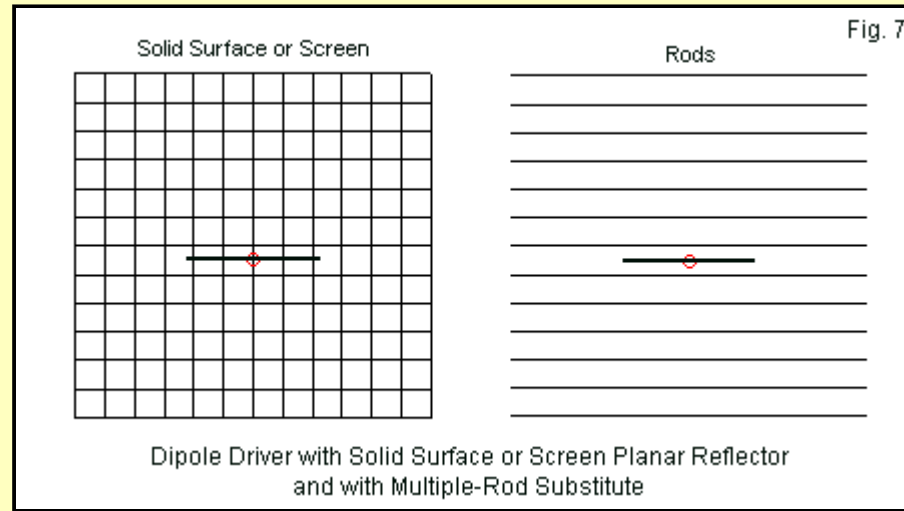 Fig. 7
Solid Surface or Screen
Rods
Dipole Driver with Solid Surface or Screen Planar Reflector
and with Multiple-Rod Substitute